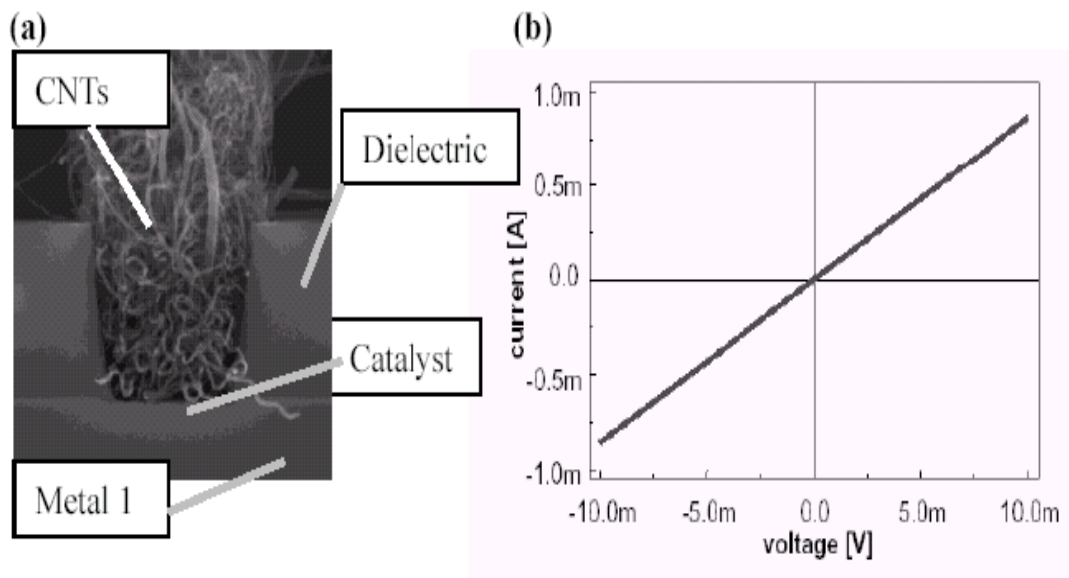 (a)
CNTs
Dielectric
Catalyst
Metal 1
(b)
1.0m
0.5m
0.0
-0.5m
-1.0m
current [A]
-10.0m -5.0m 0.0 5.0m 10.0m
voltage [V]